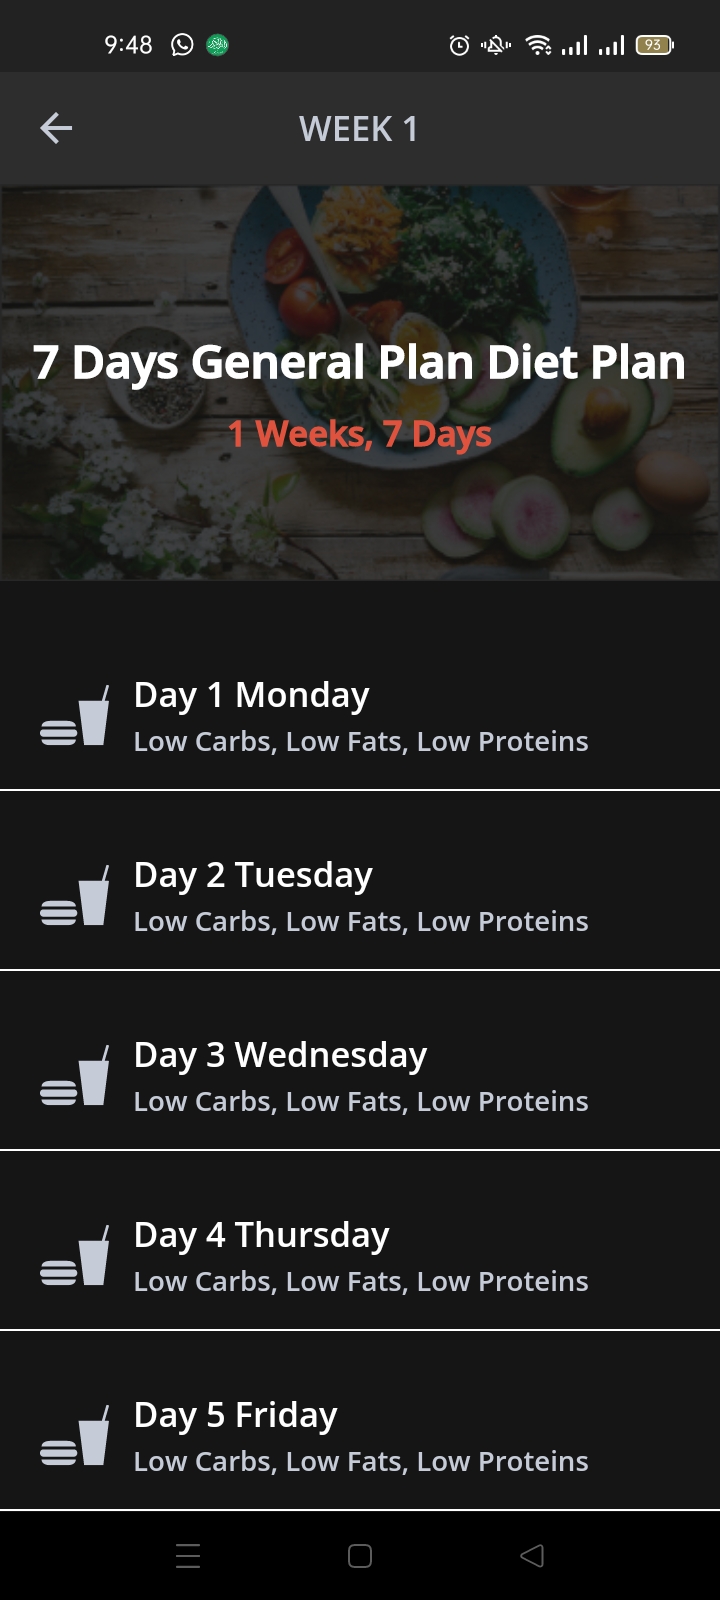 9:48 93
WEEK 1
7 Days General Plan Diet Plan
1 Weeks, 7 Days
Day 1 Monday
Low Carbs, Low Fats, Low Proteins
Day 2 Tuesday
Low Carbs, Low Fats, Low Proteins
Day 3 Wednesday
Low Carbs, Low Fats, Low Proteins
Day 4 Thursday
Low Carbs, Low Fats, Low Proteins
Day 5 Friday
Low Carbs, Low Fats, Low Proteins